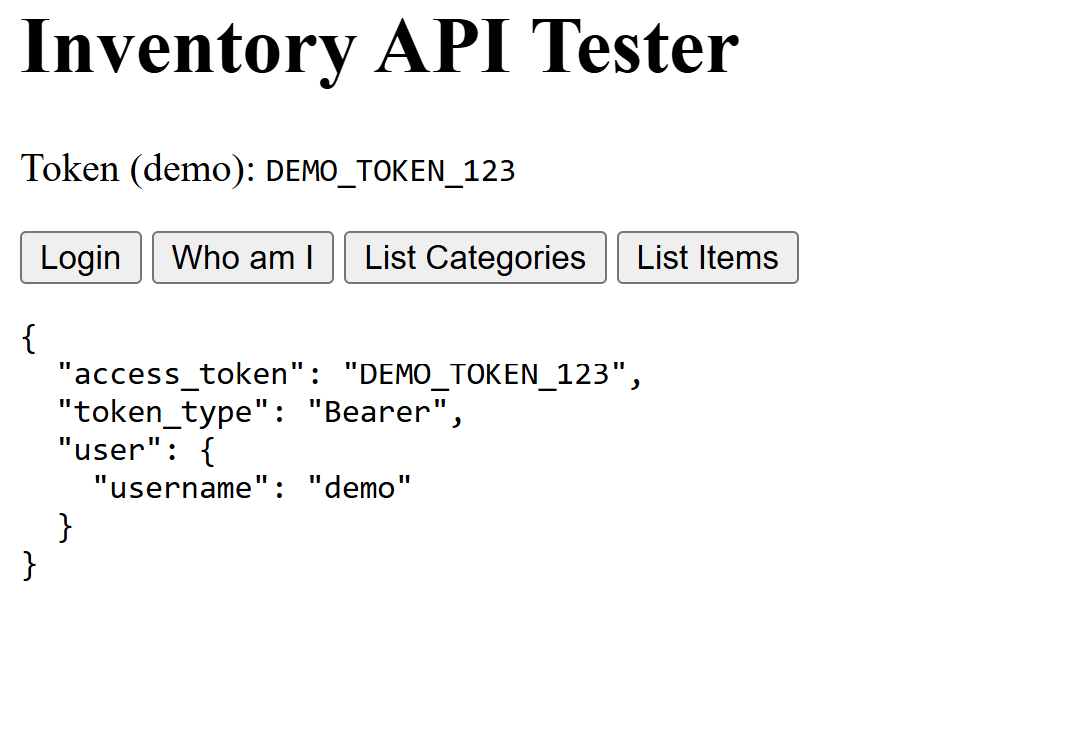 Inventory API Tester
Token (demo): DEMO_TOKEN_123
Login Who am I List Categories List Items
{
  "access_token": "DEMO_TOKEN_123",
  "token_type": "Bearer",
  "user": {
    "username": "demo"
  }
}